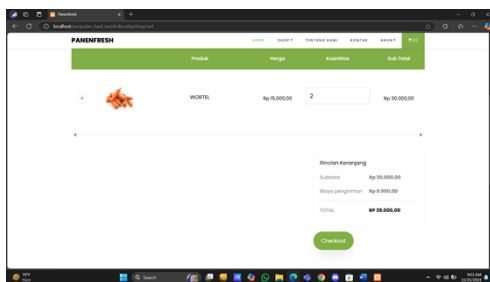 Panenfresh
PANENFRESH HOME SHOP TENTANG KAMI KONTAK AKUN
Produk Harga Kuantitas Sub Total
WORTEL Rp 15.000,00 2 Rp 30.000,00
Rincian Keranjang
Subtotal Rp 30.000,00
Biaya pengiriman Rp 9.000,00
TOTAL RP 39.000,00
Checkout
Search